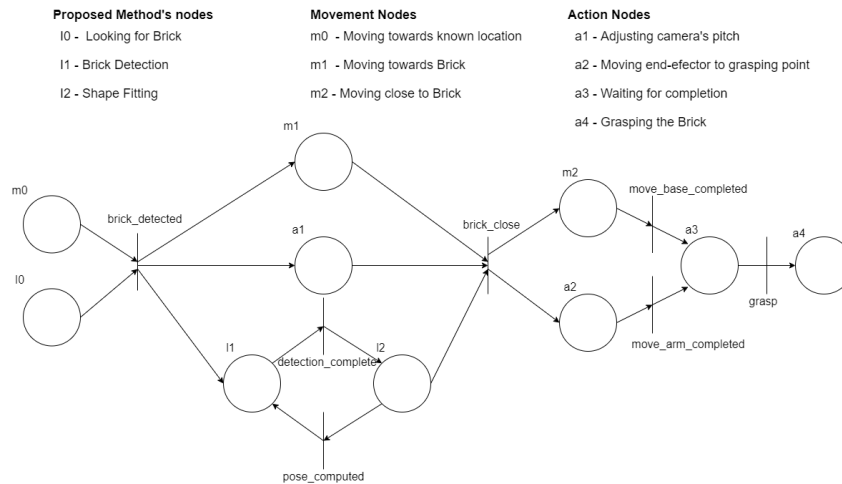 Proposed Method's nodes
Movement Nodes
Action Nodes
l0 - Looking for Brick
m0 - Moving towards known location
a1 - Adjusting camera's pitch
l1 - Brick Detection
m1 - Moving towards Brick
a2 - Moving end-efector to grasping point
l2 - Shape Fitting
m2 - Moving close to Brick
a3 - Waiting for completion
a4 - Grasping the Brick
m1
m0
m2
move_base_completed
brick_detected
brick_close
a1
a3
a4
l0
a2
grasp
l1
l2
move_arm_completed
detection_complete
pose_computed